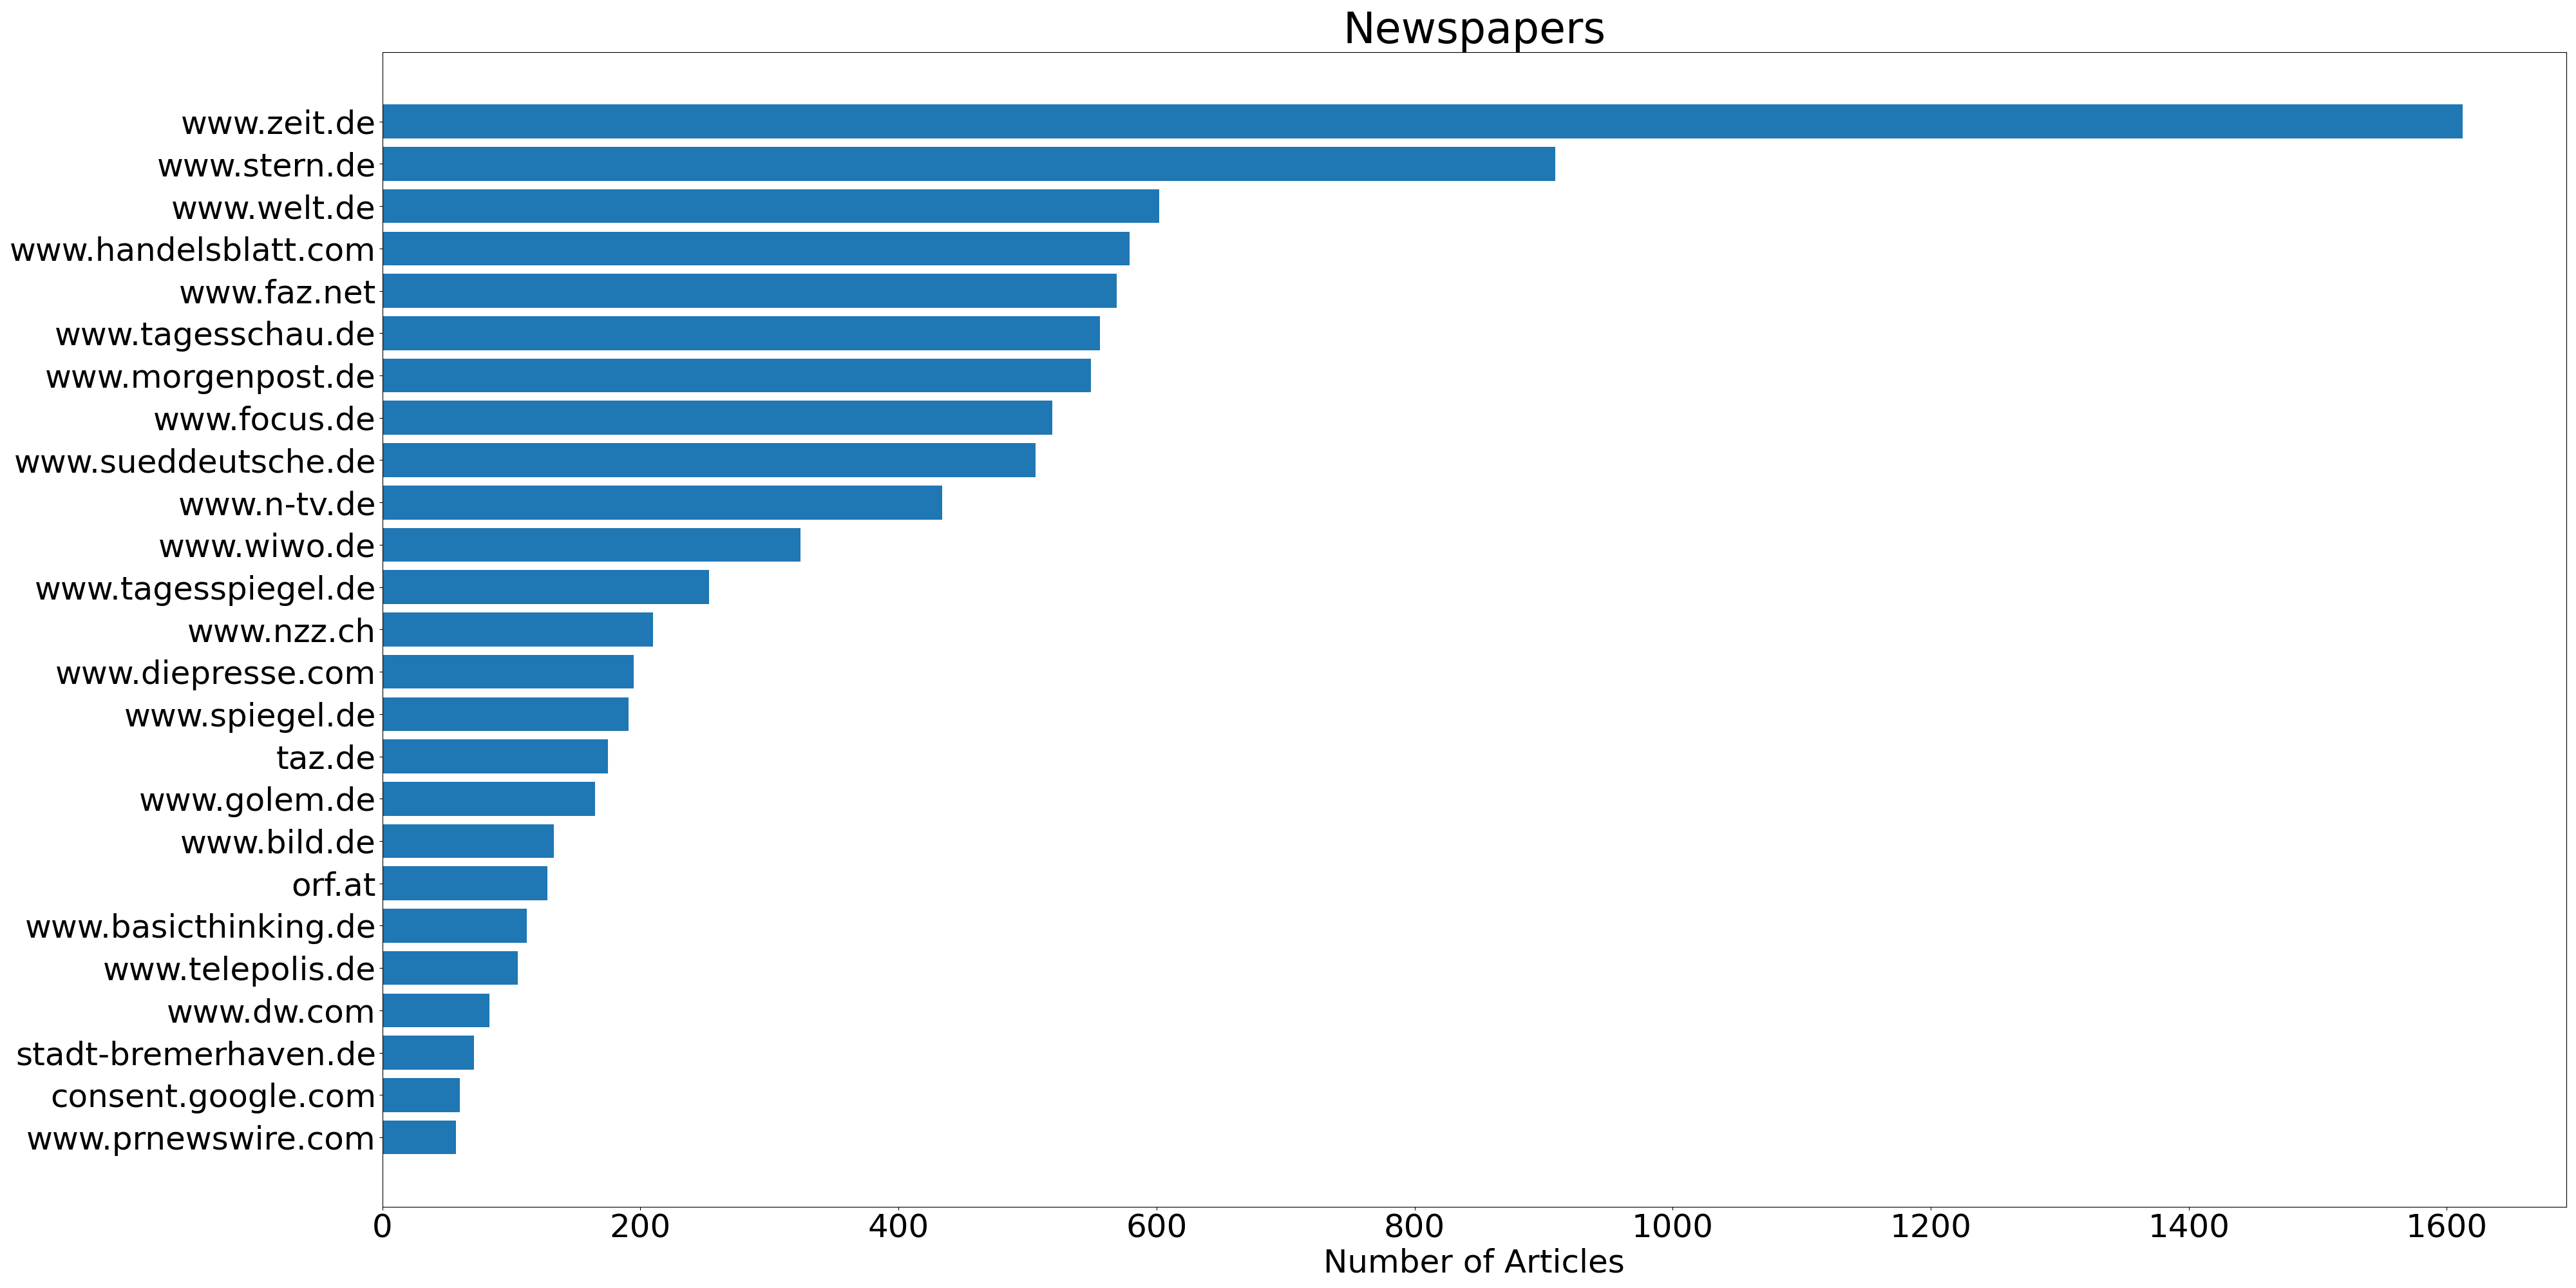 Newspapers
www.zeit.de
www.stern.de
www.welt.de
www.handelsblatt.com
www.faz.net
www.tagesschau.de
www.morgenpost.de
www.focus.de
www.sueddeutsche.de
www.n-tv.de
www.wiwo.de
www.tagesspiegel.de
www.nzz.ch
www.diepresse.com
www.spiegel.de
taz.de
www.golem.de
www.bild.de
orf.at
www.basicthinking.de
www.telepolis.de
www.dw.com
stadt-bremerhaven.de
consent.google.com
www.prnewswire.com
0 200 400 600 800 1000 1200 1400 1600
Number of Articles